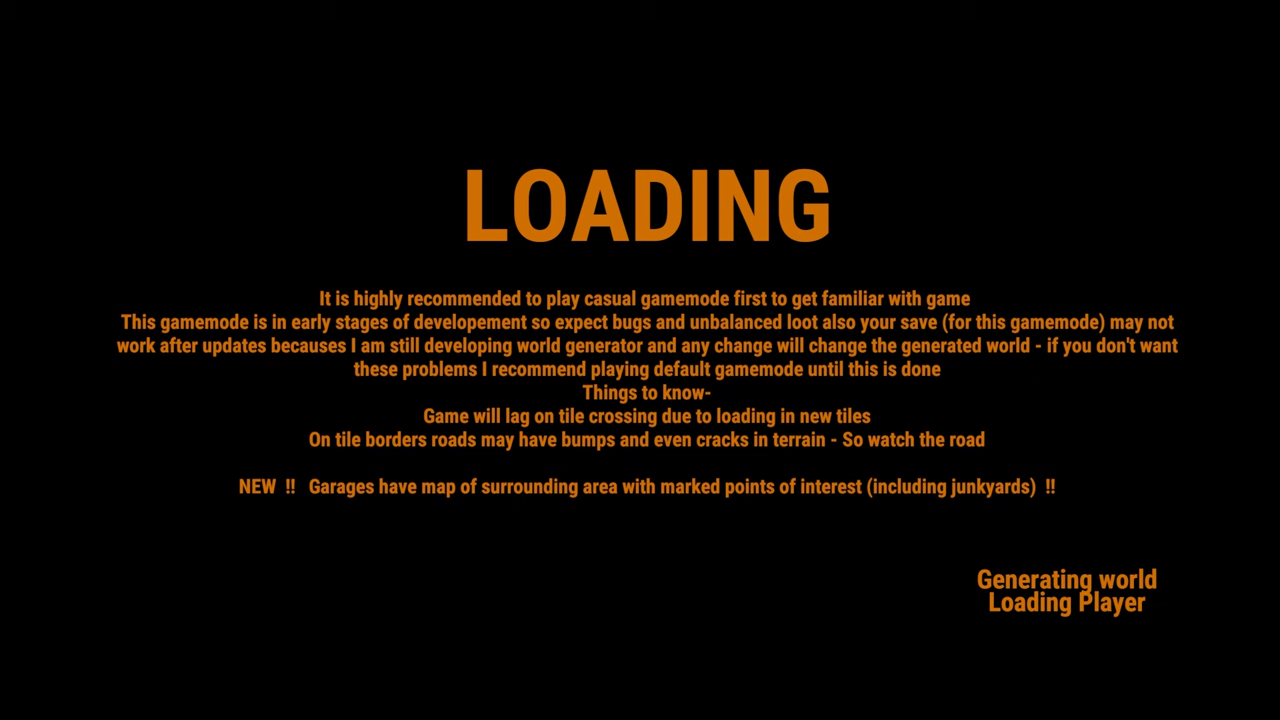 LOADING
It is highly recommended to play casual gamemode first to get familiar with game
This gamemode is in early stages of developement so expect bugs and unbalanced loot also your save (for this gamemode) may not
work after updates becauses I am still developing world generator and any change will change the generated world - if you don't want
these problems I recommend playing default gamemode until this is done
Things to know-
Game will lag on tile crossing due to loading in new tiles
On tile borders roads may have bumps and even cracks in terrain - So watch the road
NEW !! Garages have map of surrounding area with marked points of interest (including junkyards) !!
Generating world
Loading Player